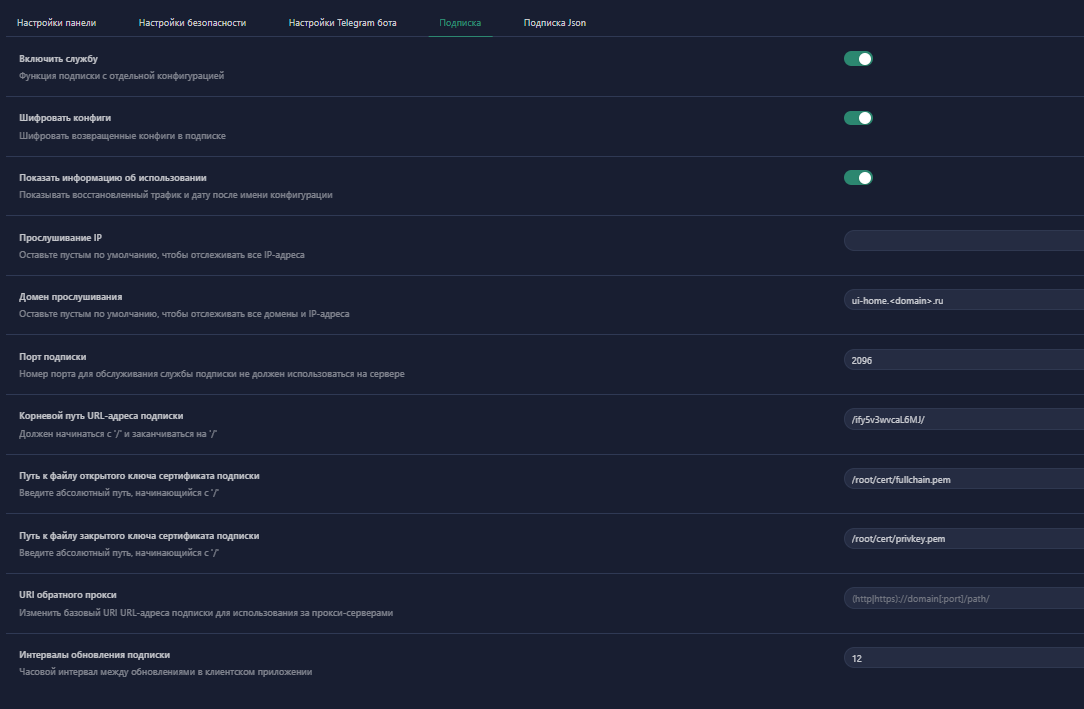 Настройки панели Настройки безопасности Настройки Telegram бота Подписка Подписка Json
Включить службу
Функция подписки с отдельной конфигурацией
Шифровать конфиги
Шифровать возвращенные конфиги в подписке
Показать информацию об использовании
Показывать восстановленный трафик и дату после имени конфигурации
Прослушивание IP
Оставьте пустым по умолчанию, чтобы отслеживать все IP-адреса
Домен прослушивания
ui-home.<domain>.ru
Оставьте пустым по умолчанию, чтобы отслеживать все домены и IP-адреса
Порт подписки
2096
Номер порта для обслуживания службы подписки не должен использоваться на сервере
Корневой путь URL-адреса подписки
/ify5v3wvcaL6MJ/
Должен начинаться с '/' и заканчиваться на '/'
Путь к файлу открытого ключа сертификата подписки
/root/cert/fullchain.pem
Введите абсолютный путь, начинающийся с '/'
Путь к файлу закрытого ключа сертификата подписки
/root/cert/privkey.pem
Введите абсолютный путь, начинающийся с '/'
URI обратного прокси
(http|https)://domain[:port]/path/
Изменить базовый URI URL-адреса подписки для использования за прокси-серверами
Интервалы обновления подписки
12
Часовой интервал между обновлениями в клиентском приложении